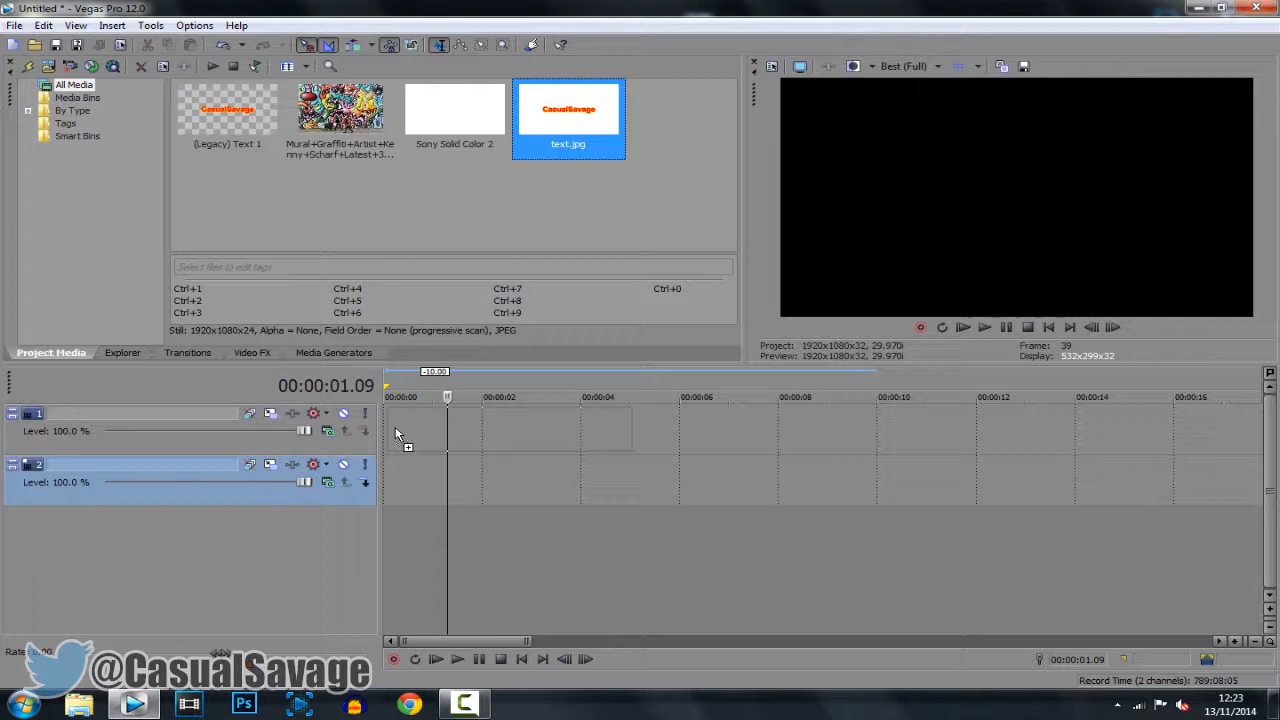 Untitled * - Vegas Pro 12.0
File Edit View Insert Tools Options Help
All Media
Media Bins
By Type
Tags
Smart Bins
CasualSavage
(Legacy) Text 1
Mural+Graffiti+Artist+Ke
nny+Scharf+Latest+3...
Sony Solid Color 2
CasualSavage
text.jpg
Best (Full)
Select files to edit tags
Ctrl+1 Ctrl+4 Ctrl+7 Ctrl+0
Ctrl+2 Ctrl+5 Ctrl+8
Ctrl+3 Ctrl+6 Ctrl+9
Still: 1920x1080x24, Alpha = None, Field Order = None (progressive scan), JPEG
Project Media Explorer Transitions Video FX Media Generators
Project: 1920x1080x32, 29.970i Frame: 39
Preview: 1920x1080x32, 29.970i Display: 532x299x32
00:00:01.09
-10.00
00:00:00 00:00:02 00:00:04 00:00:06 00:00:08 00:00:10 00:00:12 00:00:14 00:00:16
1
Level: 100.0 %
2
Level: 100.0 %
Rate: 0.00
@CasualSavage
00:00:01.09
Record Time (2 channels): 789:08:05
Ps
12:23
13/11/2014